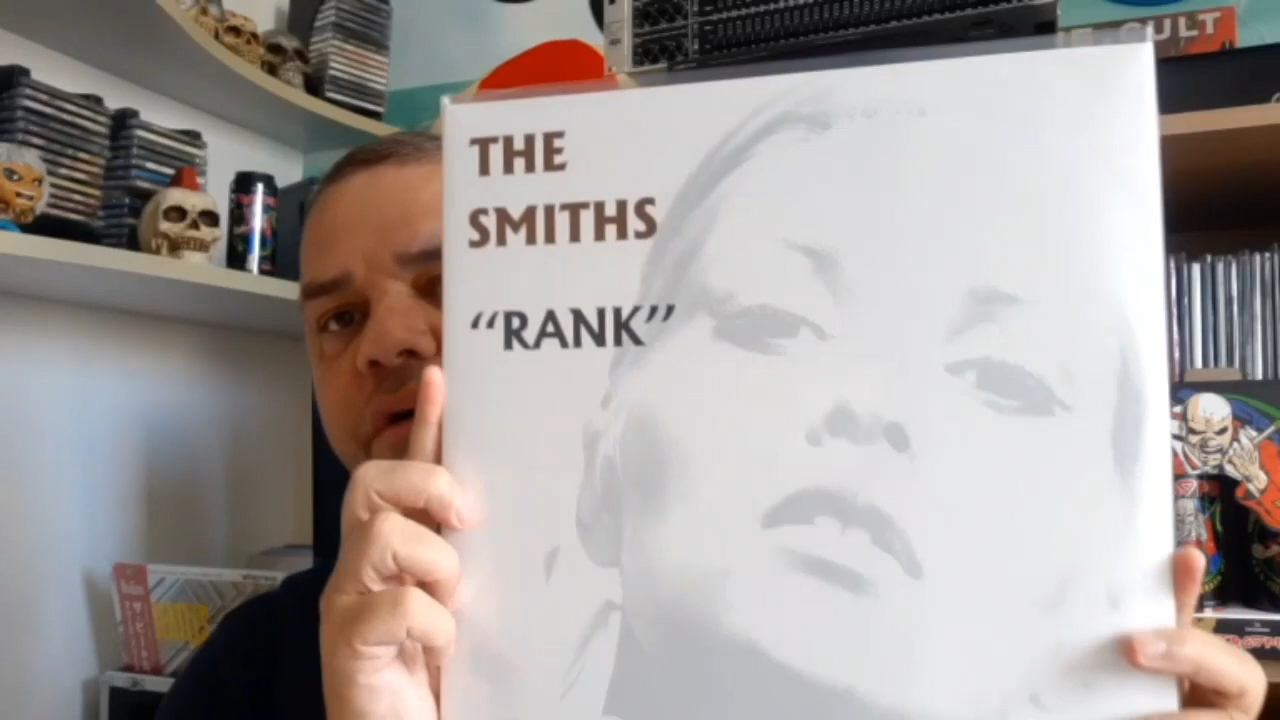 THE
SMITHS
“RANK”
CULT